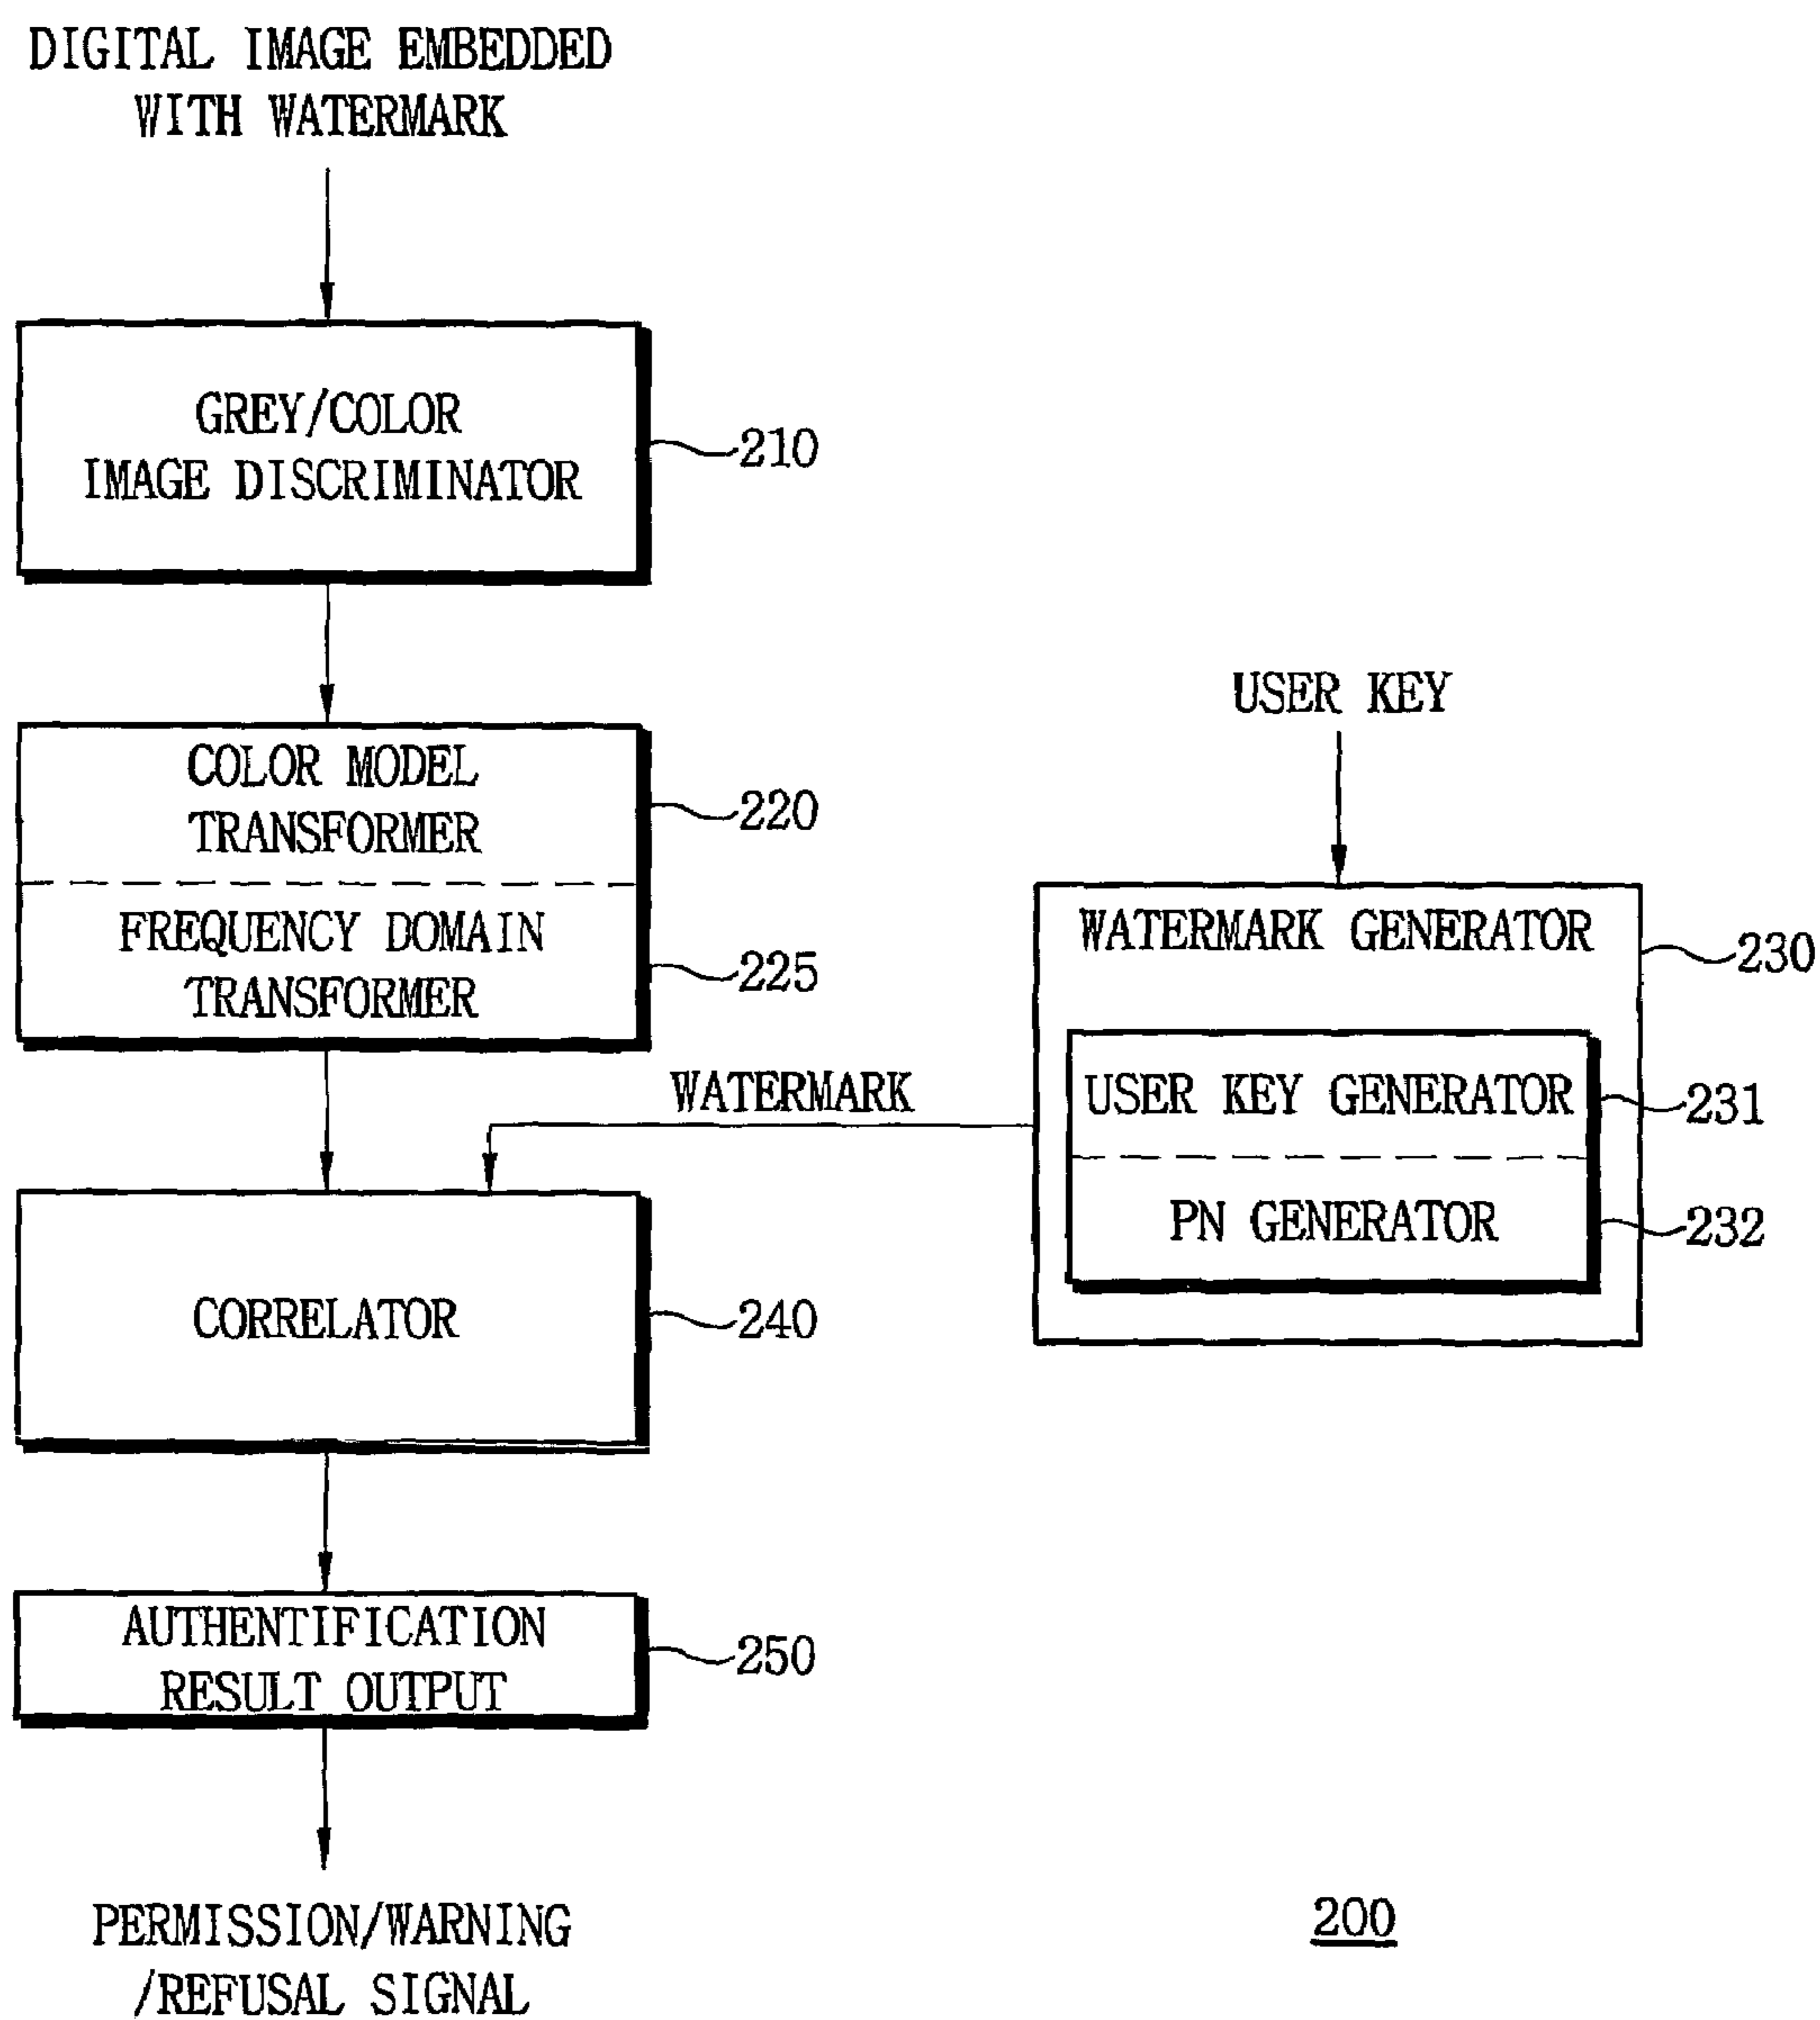 DIGITAL IMAGE EMBEDDED
WITH WATERMARK
GREY/COLOR
IMAGE DISCRIMINATOR
210
COLOR MODEL
TRANSFORMER
220
FREQUENCY DOMAIN
TRANSFORMER
225
USER KEY
WATERMARK GENERATOR
230
USER KEY GENERATOR
231
PN GENERATOR
232
WATERMARK
CORRELATOR
240
AUTHENTIFICATION
RESULT OUTPUT
250
PERMISSION/WARNING
/REFUSAL SIGNAL
200